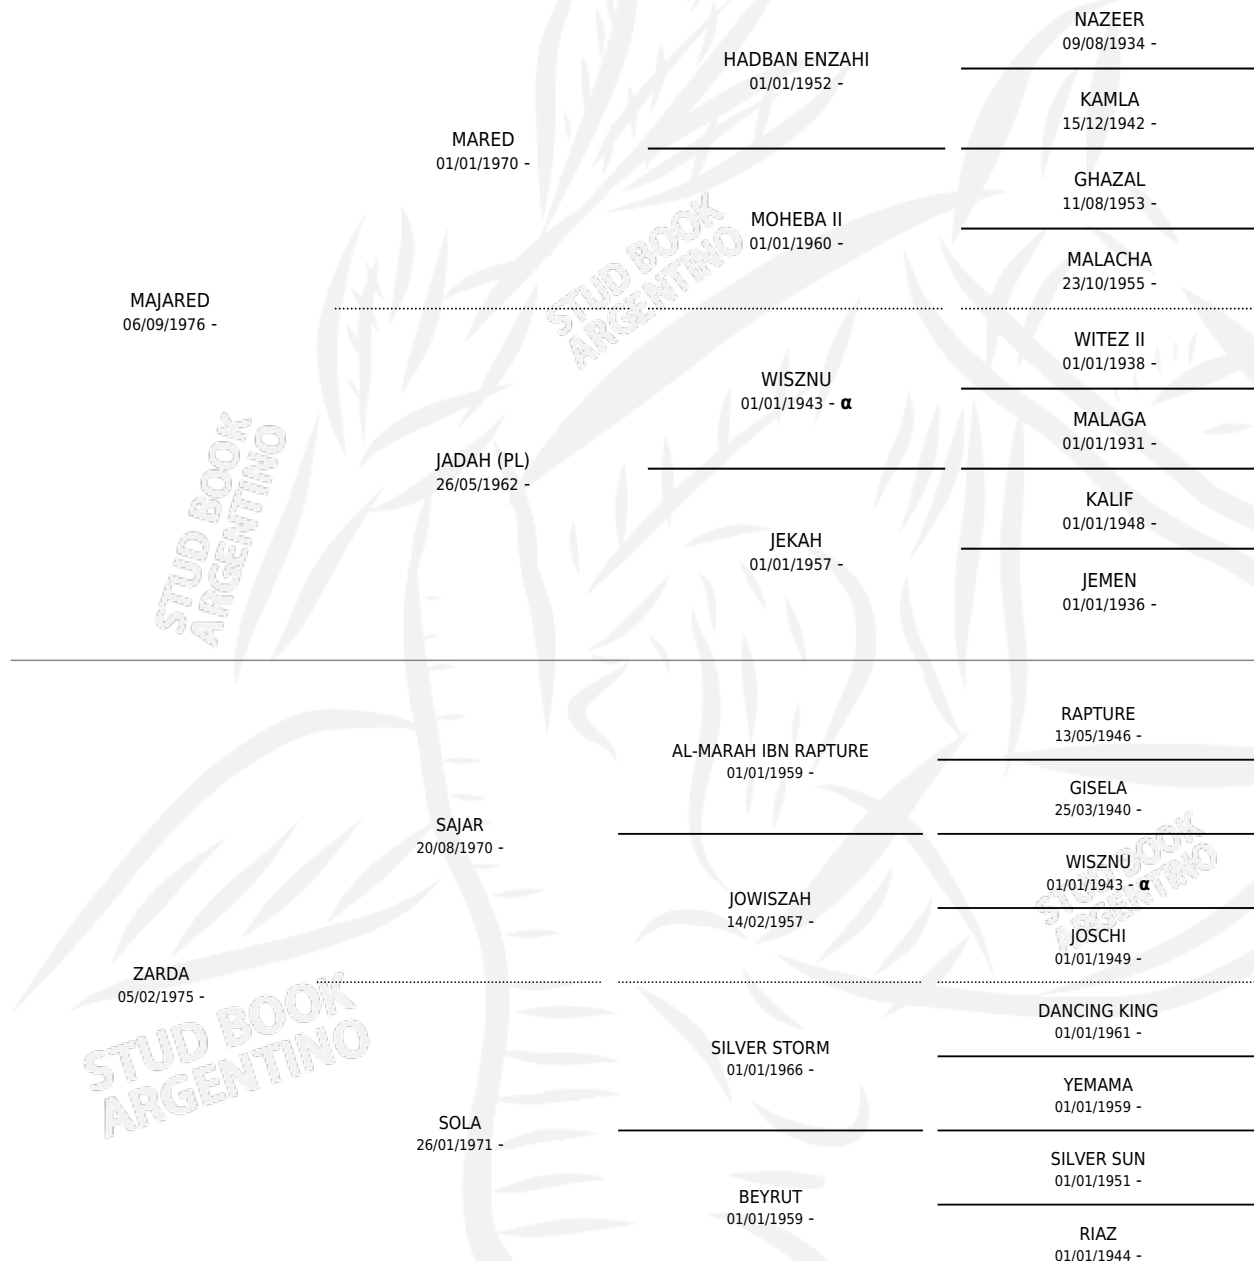 NAZEER
09/08/1934 -
HADBAN ENZAHI
01/01/1952 -
KAMLA
15/12/1942 -
MARED
01/01/1970 -
GHAZAL
11/08/1953 -
MOHEBA II
01/01/1960 -
MALACHA
23/10/1955 -
MAJARED
06/09/1976 -
WITEZ II
01/01/1938 -
WISZNU
01/01/1943 - α
MALAGA
01/01/1931 -
JADAH (PL)
26/05/1962 -
KALIF
01/01/1948 -
JEKAH
01/01/1957 -
JEMEN
01/01/1936 -
RAPTURE
13/05/1946 -
AL-MARAH IBN RAPTURE
01/01/1959 -
GISELA
25/03/1940 -
SAJAR
20/08/1970 -
WISZNU
01/01/1943 - α
JOWISZAH
14/02/1957 -
JOSCHI
01/01/1949 -
ZARDA
05/02/1975 -
DANCING KING
01/01/1961 -
SILVER STORM
01/01/1966 -
YEMAMA
01/01/1959 -
SOLA
26/01/1971 -
SILVER SUN
01/01/1951 -
BEYRUT
01/01/1959 -
RIAZ
01/01/1944 -
STUD BOOK
ARGENTINO
STUD BOOK
ARGENTINO
STUD BOOK
ARGENTINO
STUD BOOK
ARGENTINO